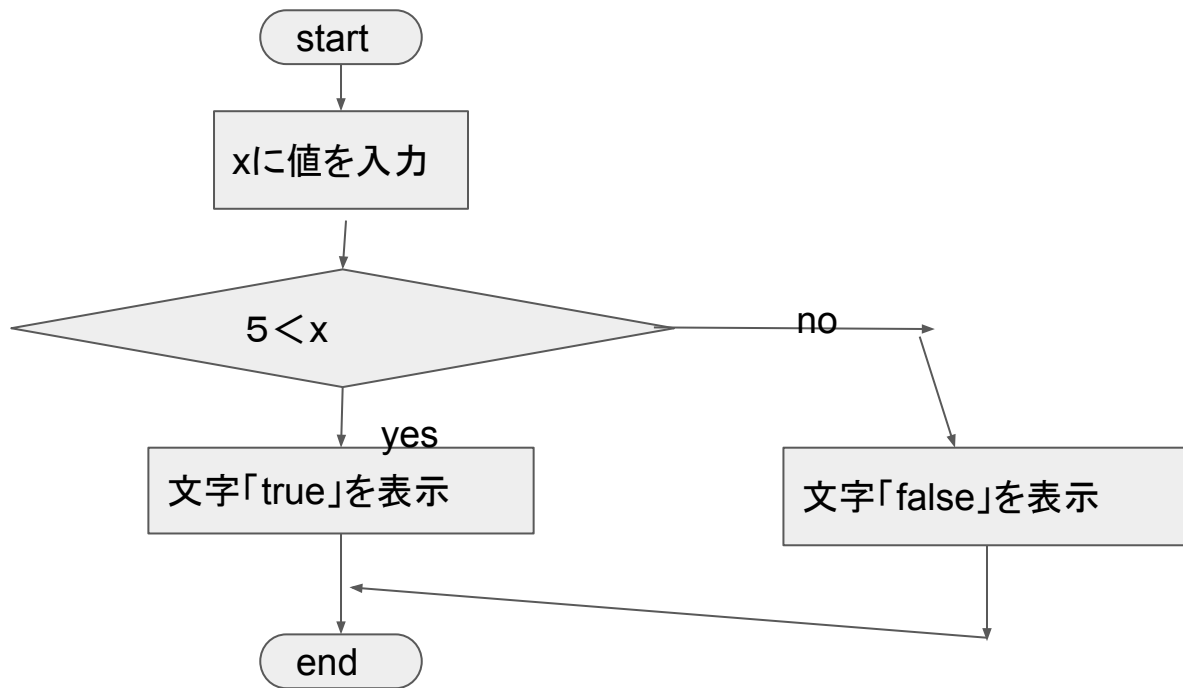 start
xに値を入力
５＜x
no
yes
文字「true」を表示
文字「false」を表示
end